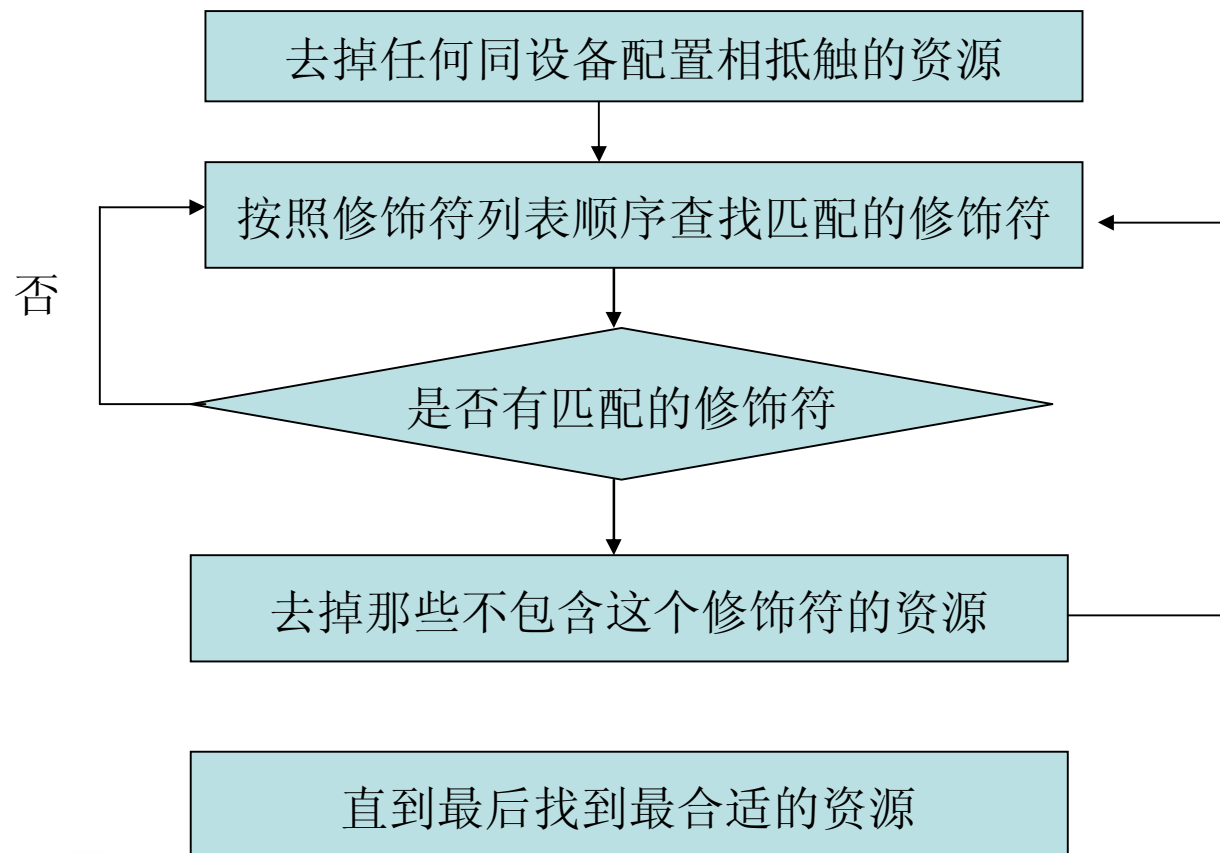 去掉任何同设备配置相抵触的资源
按照修饰符列表顺序查找匹配的修饰符
否
是否有匹配的修饰符
去掉那些不包含这个修饰符的资源
直到最后找到最合适的资源